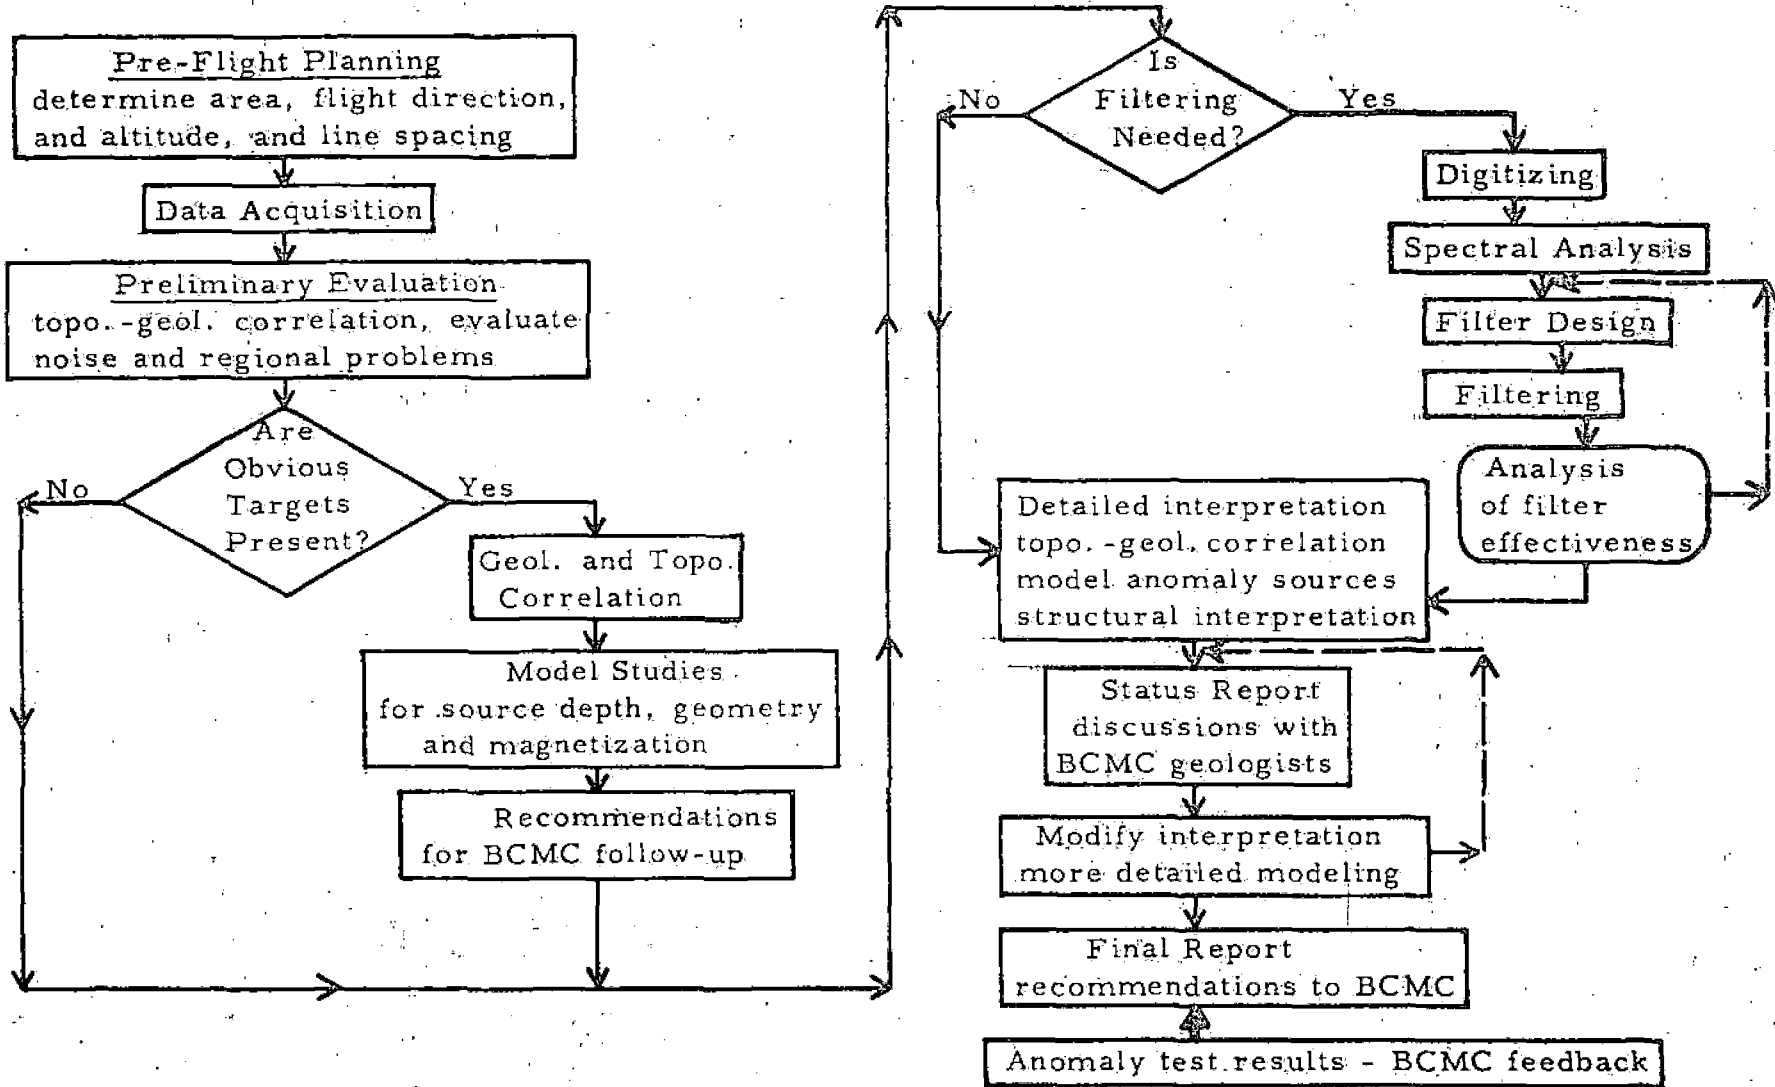 Pre-Flight Planning
determine area, flight direction,
and altitude, and line spacing
Data Acquisition
Preliminary Evaluation
topo.-geol. correlation, evaluate
noise and regional problems
Are
Obvious
Targets
Present?
No
Yes
Geol. and Topo.
Correlation
Model Studies
for source depth, geometry
and magnetization
Recommendations
for BCMC follow-up
Is
Filtering
Needed?
No
Yes
Digitizing
Spectral Analysis
Filter Design
Filtering
Analysis
of filter
effectiveness
Detailed interpretation
topo.-geol. correlation
model anomaly sources
structural interpretation
Status Report
discussions with
BCMC geologists
Modify interpretation
more detailed modeling
Final Report
recommendations to BCMC
Anomaly test results - BCMC feedback